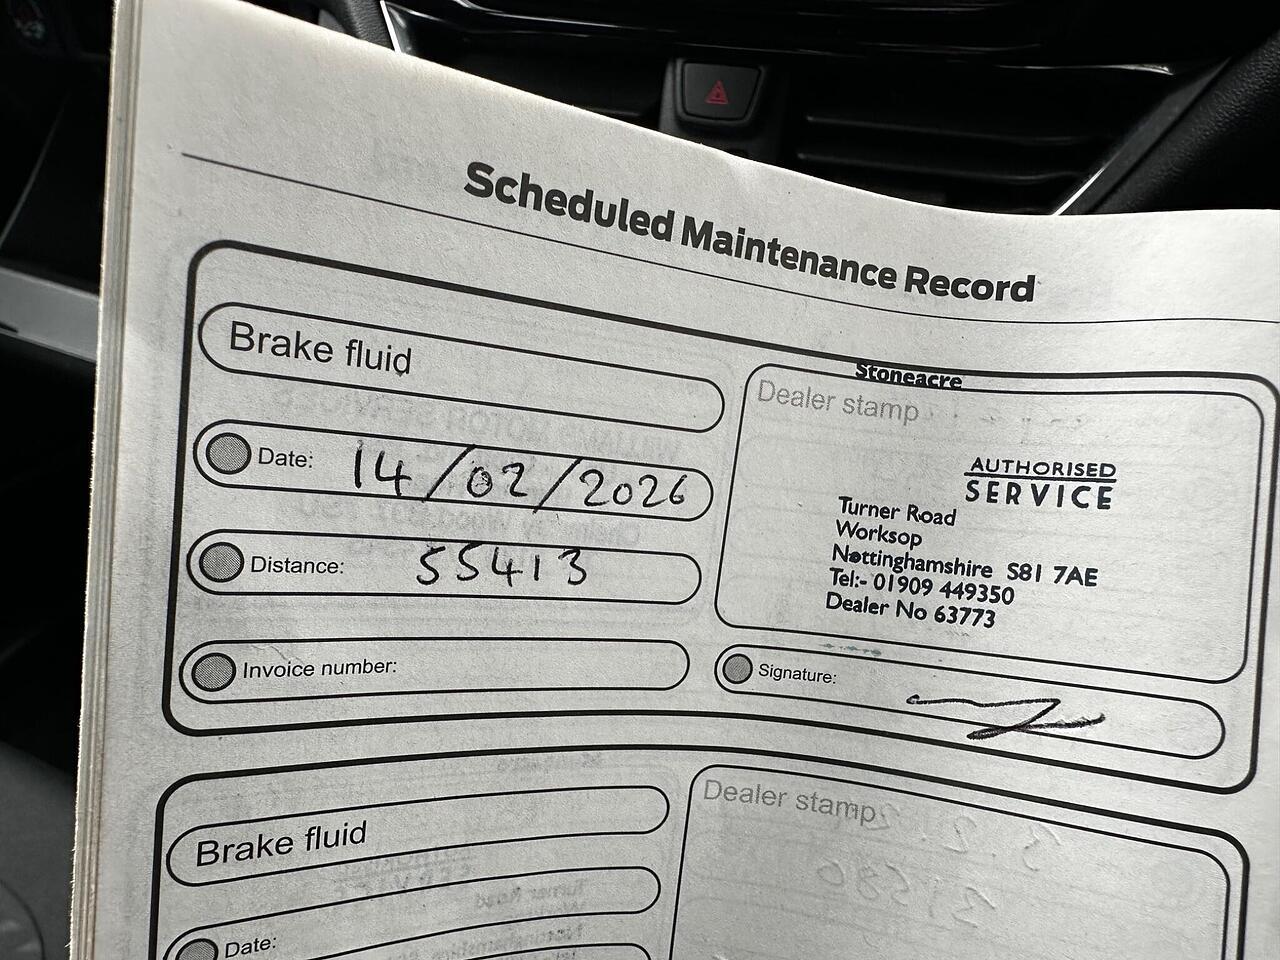 Scheduled Maintenance Record
Brake fluid
Date: 14/02/2026
Distance: 55413
Invoice number:
Stoneacre
Dealer stamp
AUTHORISED
SERVICE
Turner Road
Worksop
Nottinghamshire S81 7AE
Tel:- 01909 449350
Dealer No 63773
Signature:
Brake fluid
Date:
Dealer stamp